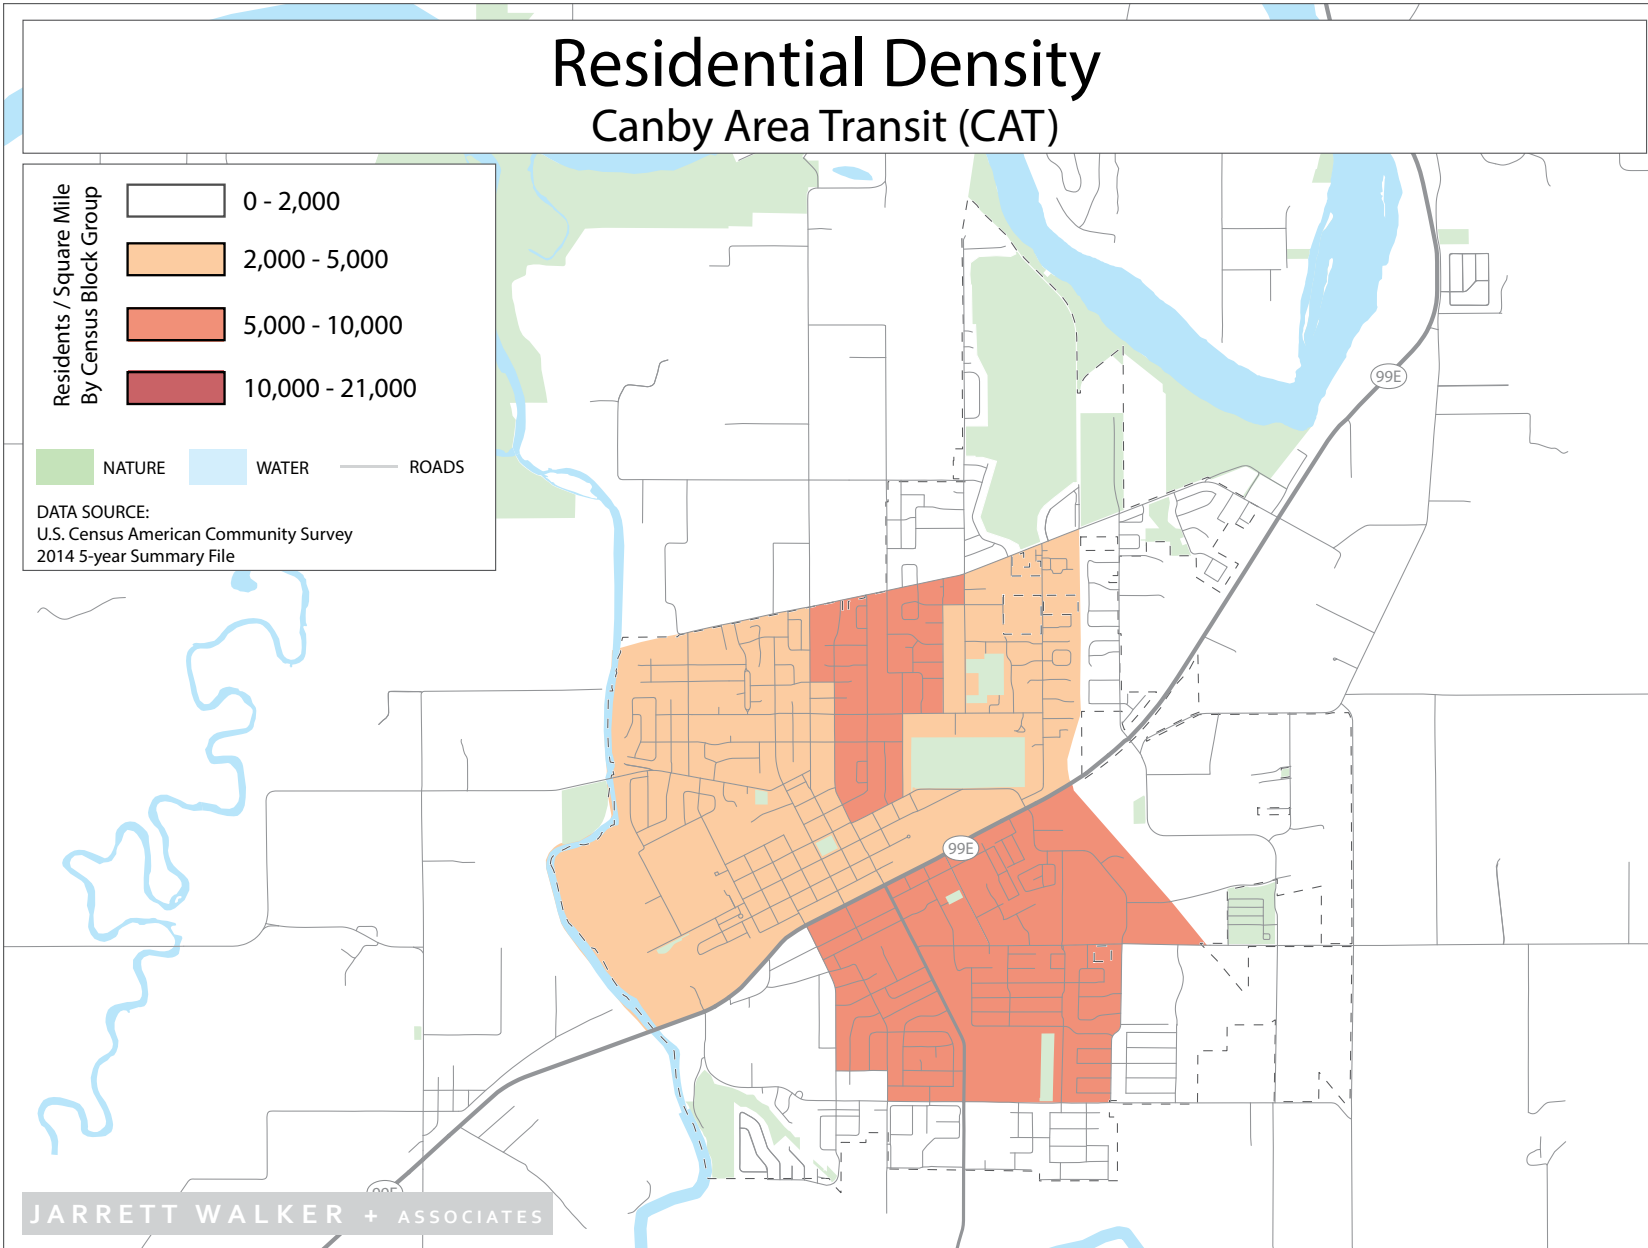 Residential Density
Canby Area Transit (CAT)
Residents / Square Mile
By Census Block Group
0 - 2,000
2,000 - 5,000
5,000 - 10,000
10,000 - 21,000
NATURE
WATER
ROADS
DATA SOURCE:
U.S. Census American Community Survey
2014 5-year Summary File
99E
99E
99E
JARRETT WALKER + ASSOCIATES